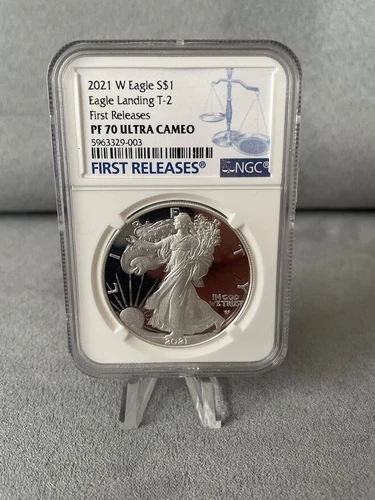 2021 W Eagle S$1
Eagle Landing T-2
First Releases
PF 70 ULTRA CAMEO
5963329-003
FIRST RELEASES®
NGC®
LIBERTY
IN GOD
WE TRUST
2021